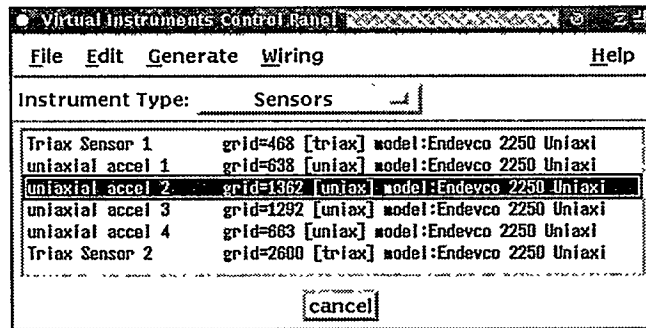 Virtual Instruments Control Panel
File Edit Generate Wiring Help
Instrument Type: Sensors
Triax Sensor 1 grid=468 [triax] model:Endevco 2250 Uniaxi
uniaxial accel 1 grid=638 [uniax] model:Endevco 2250 Uniaxi
uniaxial accel 2 grid=1362 [uniax] model:Endevco 2250 Uniaxi
uniaxial accel 3 grid=1292 [uniax] model:Endevco 2250 Uniaxi
uniaxial accel 4 grid=663 [uniax] model:Endevco 2250 Uniaxi
Triax Sensor 2 grid=2600 [triax] model:Endevco 2250 Uniaxi
cancel